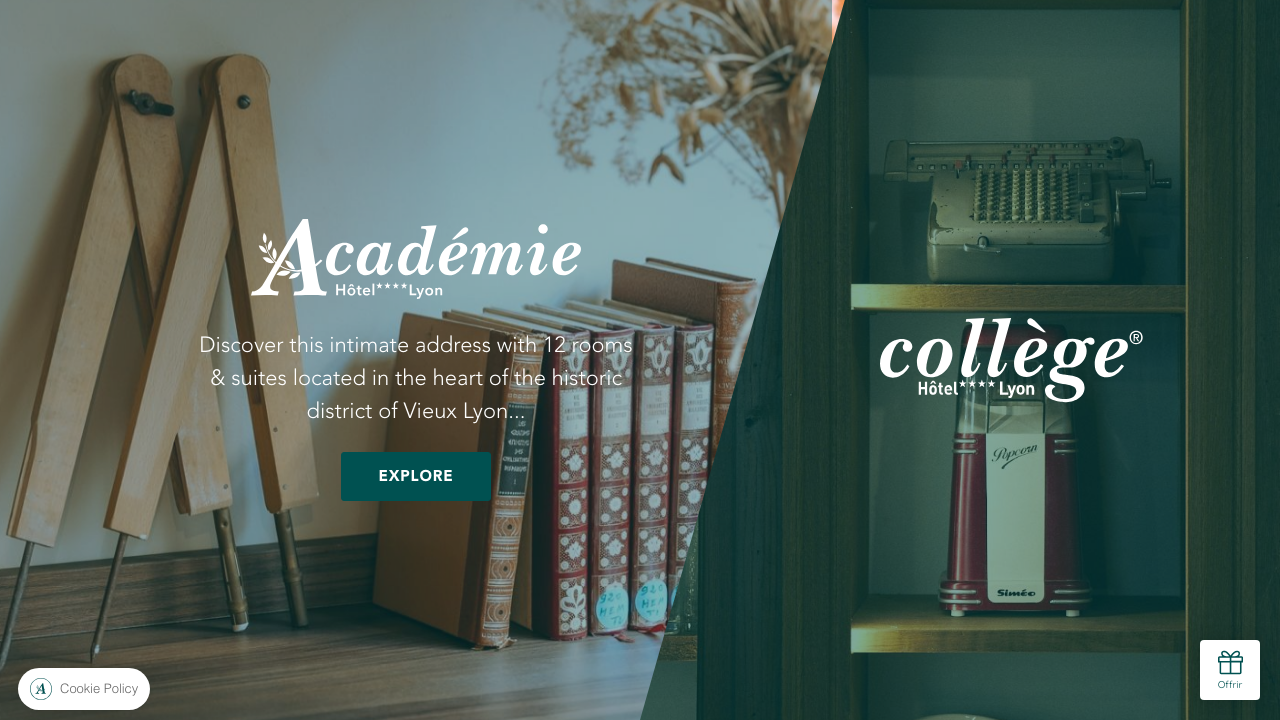 Académie
Hôtel****Lyon
Discover this intimate address with 12 rooms
& suites located in the heart of the historic
district of Vieux Lyon...
EXPLORE
collège®
Hôtel**** Lyon
Popcorn
Siméo
Cookie Policy
Offrir